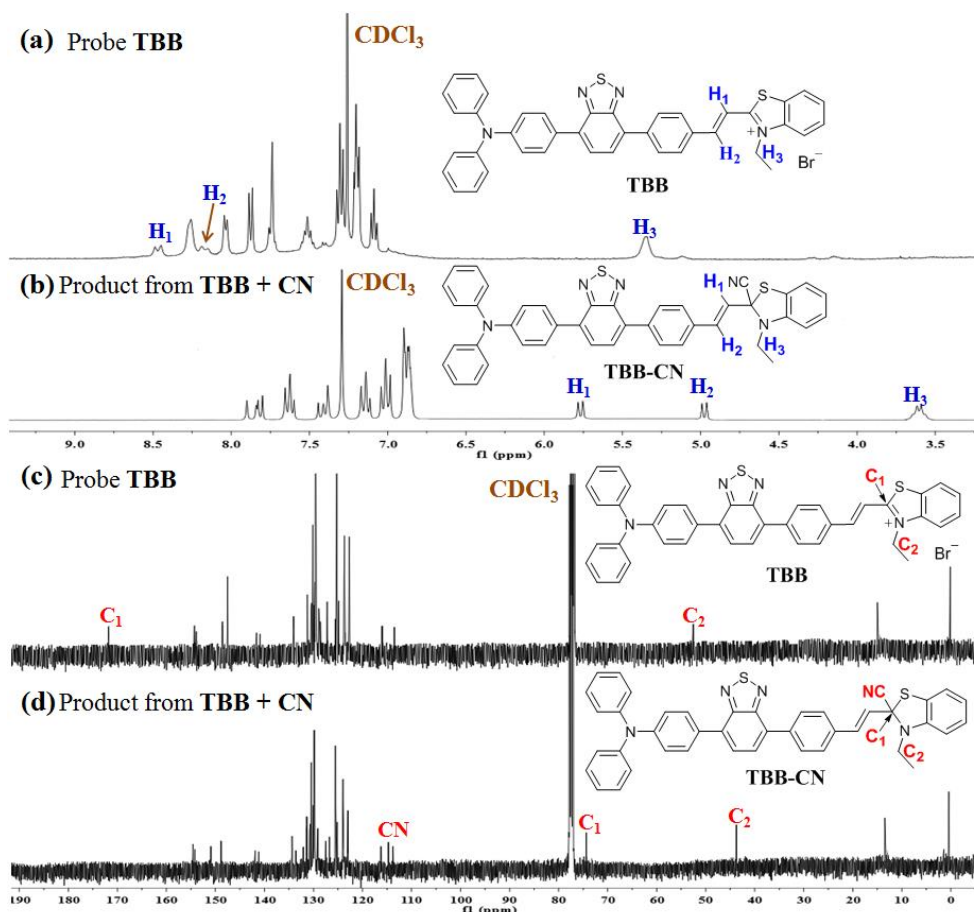 (a) Probe TBB
CDCl3
H1
H2
H3
N S N
N
H1
H2
S
N
+
H3
Br−
TBB
(b) Product from TBB + CN
CDCl3
H1
H2
H3
N S N
N
H1
H2
NC
S
N
H3
TBB-CN
9.0 8.5 8.0 7.5 7.0 6.5 6.0 5.5 5.0 4.5 4.0 3.5
f1 (ppm)
(c) Probe TBB
CDCl3
C1
C2
N S N
N
C1
S
N
+
C2
Br−
TBB
(d) Product from TBB + CN
CN
C1
C2
N S N
N
NC
S
C1
N
C2
TBB-CN
190 180 170 160 150 140 130 120 110 100 90 80 70 60 50 40 30 20 10 0
f1 (ppm)